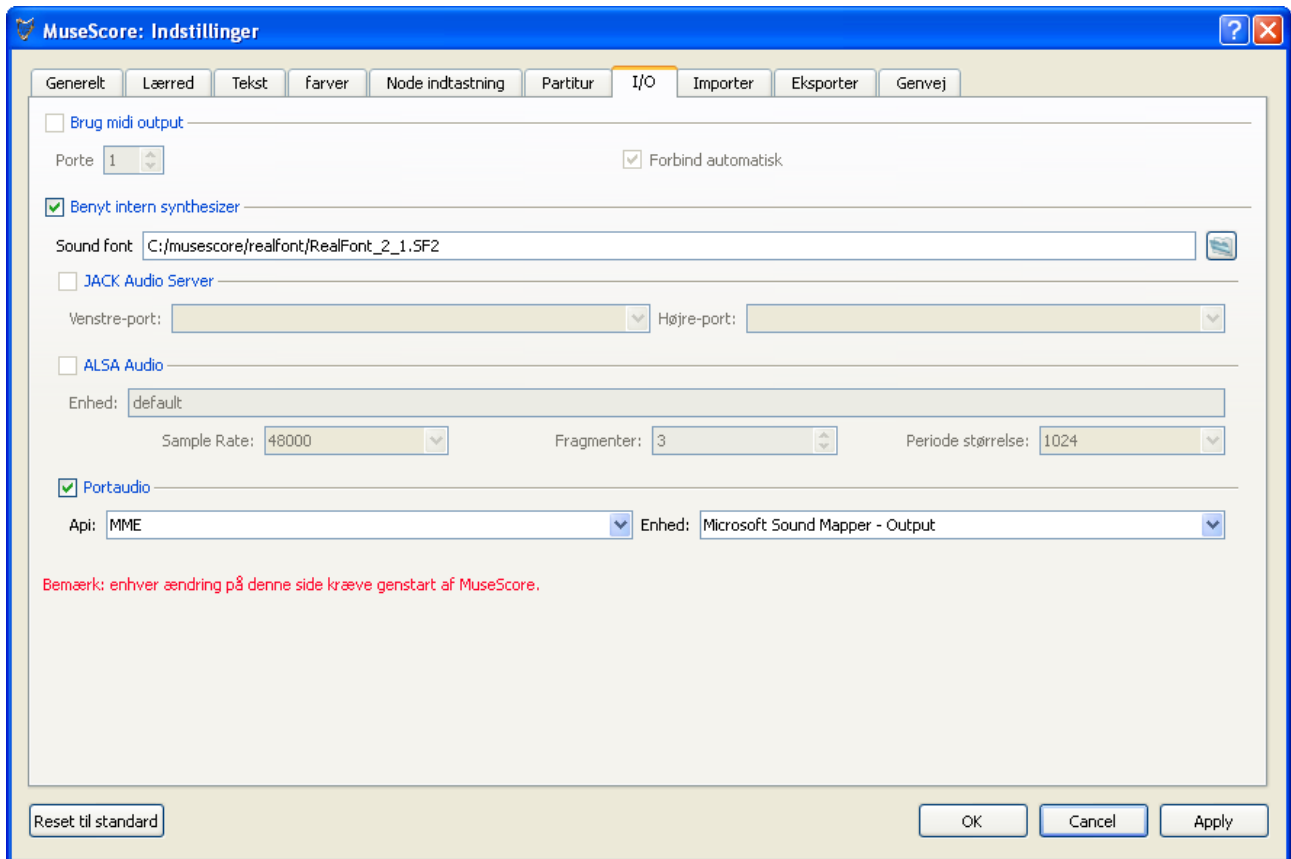 MuseScore: Indstillinger
Generelt Lærred Tekst farver Node indtastning Partitur I/O Importer Eksporter Genvej
Brug midi output
Porte 1 Forbind automatisk
Benyt intern synthesizer
Sound font C:/musescore/realfont/RealFont_2_1.SF2
JACK Audio Server
Venstre-port: Højre-port:
ALSA Audio
Enhed: default
Sample Rate: 48000 Fragmenter: 3 Periode størrelse: 1024
Portaudio
Api: MME Enhed: Microsoft Sound Mapper - Output
Bemærk: enhver ændring på denne side kræve genstart af MuseScore.
Reset til standard OK Cancel Apply